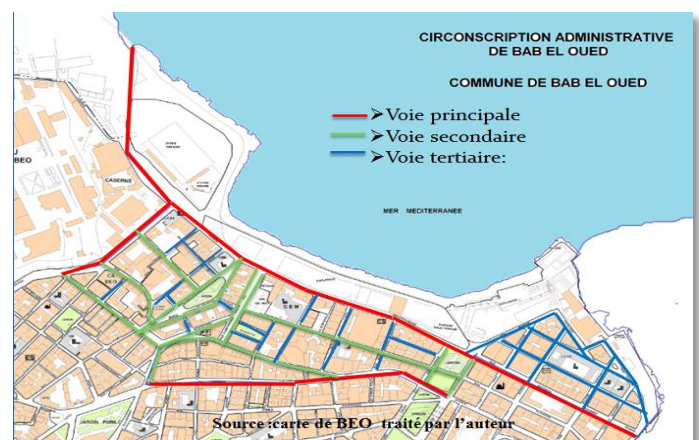 CIRCONSCRIPTION ADMINISTRATIVE
DE BAB EL OUED
COMMUNE DE BAB EL OUED
➢Voie principale
➢Voie secondaire
➢Voie tertiaire:
BEO
CASERNE
MER MEDITERRANEE
C E M
JARDIN
JARDIN PUBLIC
Source :carte de BEO traité par l'auteur